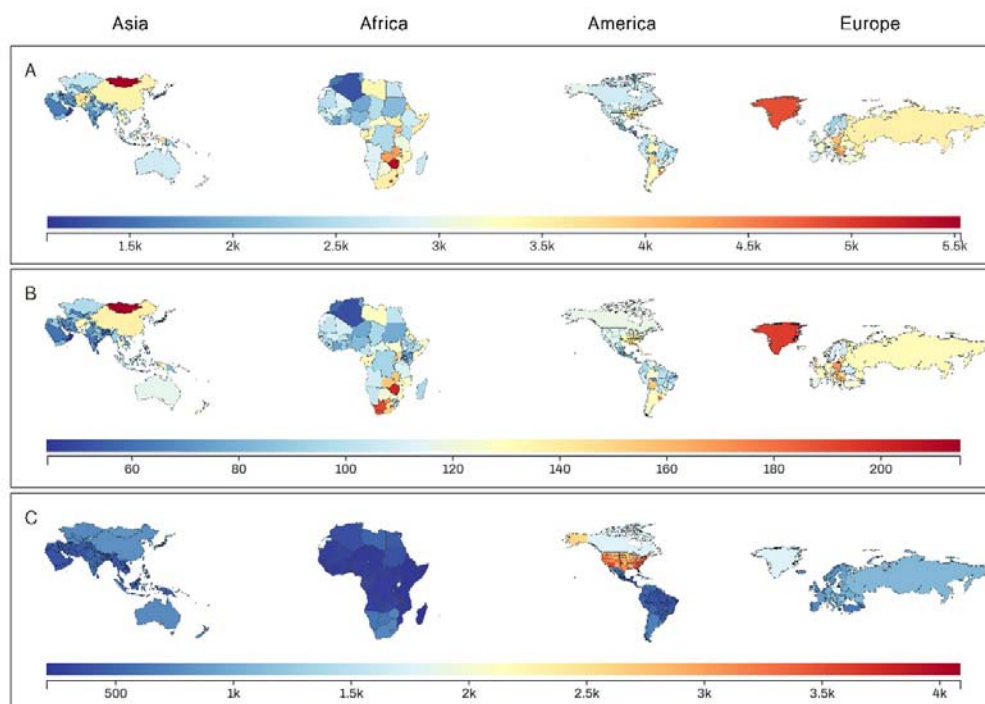 Asia Africa America Europe
A
1.5k 2k 2.5k 3k 3.5k 4k 4.5k 5k 5.5k
B
60 80 100 120 140 160 180 200
C
500 1k 1.5k 2k 2.5k 3k 3.5k 4k